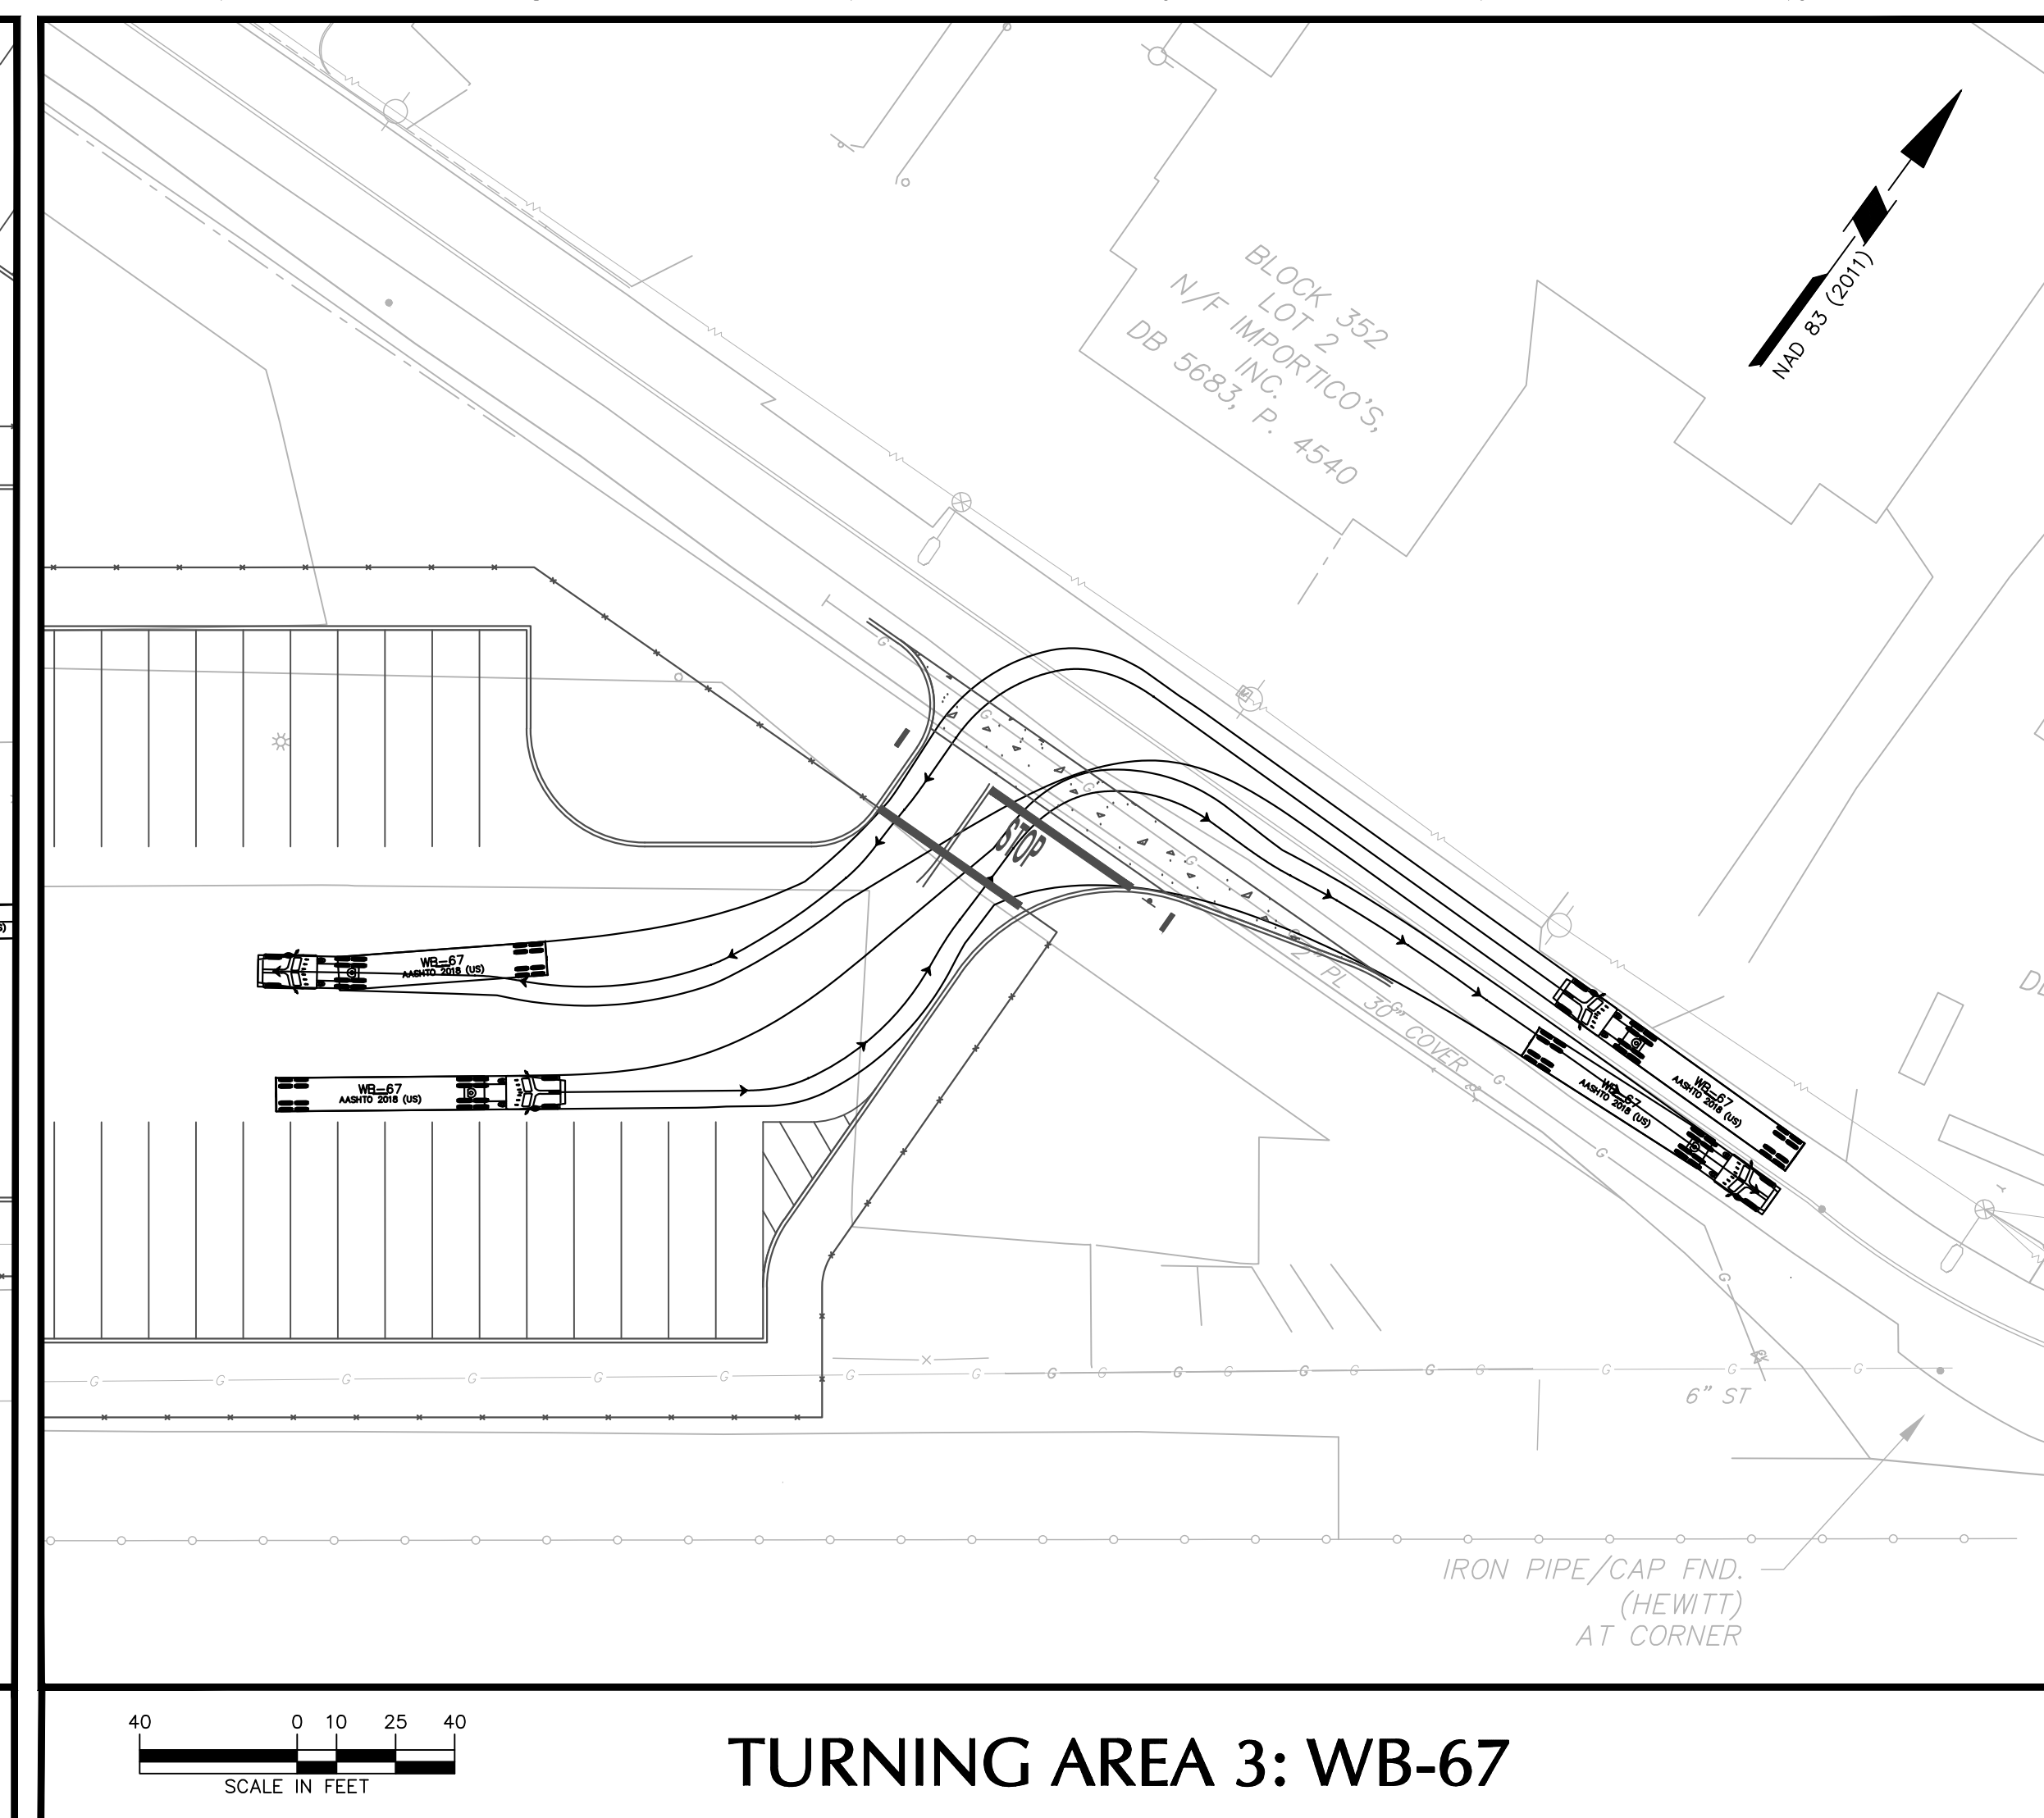 NAD 83 (2011)
BLOCK 352
LOT 2
N/F IMPORTICO'S,
INC.
DB 5683, P. 4540
G
G
G
STOP
G
G
2" PL 30" COVER
G
G
G
WB-67
AASHTO 2018 (US)
WB-67
AASHTO 2018 (US)
WB-67
AASHTO 2018 (US)
WB-67
AASHTO 2018 (US)
G G G G G G G G G G G G G G G G G G
6" ST
IRON PIPE/CAP FND.
(HEWITT)
AT CORNER
40 0 10 25 40
SCALE IN FEET
TURNING AREA 3: WB-67